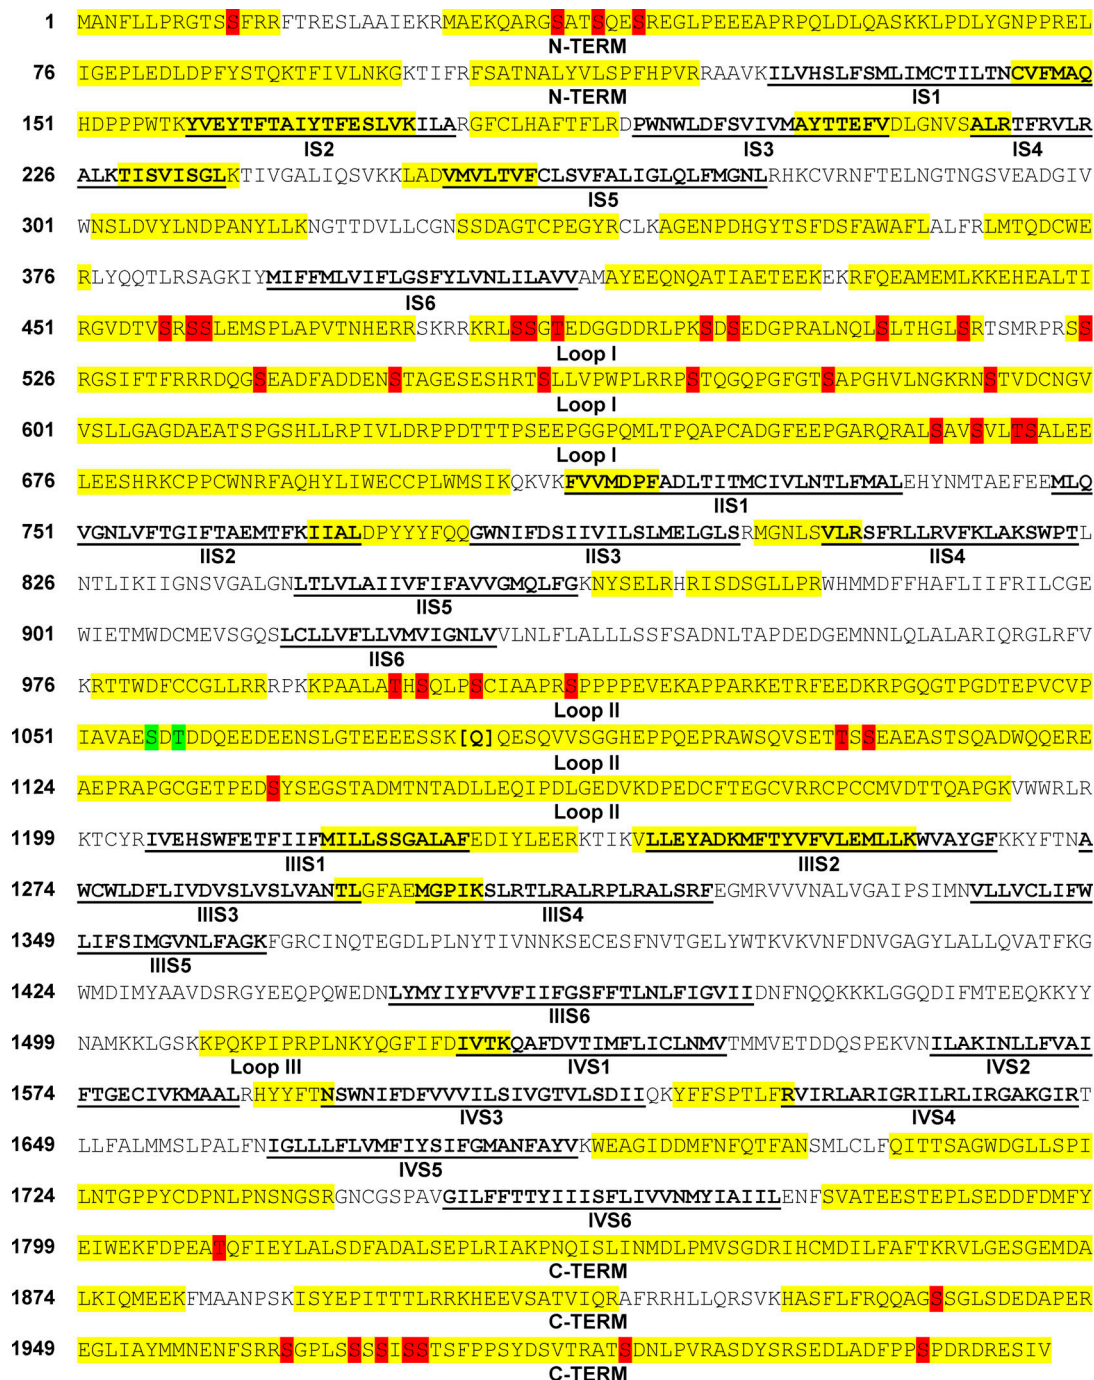 1 MANFLLPRGTSSFRRFTRESLAAIEKRMAEKQARGSATSQESREGLPEEEAPRPQLDLQASKKLPDLYGNPPREL
N-TERM
76 IGEPLEDLDPFYSTQKTFIVLNKGKTIFRFSATNALYVLSPFHPVRRAAVKILVHSLFSMLIMCTILTNCVFMAQ
N-TERM IS1
151 HDPPPWTKYVEYTFTAIYTFESLVKILARGFCLHAFTFLRDPWNWLDFSVIVMAYTTEFVDLGNVSALRTFRVLR
IS2 IS3 IS4
226 ALKTISVISGLKTIVGALIQSVKKLADVMVLTVFCLSVFALIGLQLFMGNLRHKCVRNFTELNGTNGSVEADGIV
IS5
301 WNSLDVYLNDPANYLLKNGTTDVLLCGNSSDAGTCPEGYRCLKAGENPDHGYTSFDSFAWAFLALFRLMTQDCWE
376 RLYQQTLRSAGKIYMIFFMLVIFLGSFYLVNLILAVVAMAYEEQNQATIAETEEKEKRFQEAMEMLKKEHEALTI
IS6
451 RGVDTVSRSSLEMSPLAPVTNHERRSKRRKRLSSGTEDGGDDRLPKSDSEDGPRALNQLSLTHGLSRTSMRPRSS
Loop I
526 RGSIFTFRRRDQGSEADFADDENSTAGESESHRTSLLVPWPLRRPSTQGQPGFGTSAPGHVLNGKRNSTVDCNGV
Loop I
601 VSLLGAGDAEATSPGSHLLRPIVLDRPPDTTTPSEEPGGPQMLTPQAPCADGFEEPGARQRALSAVSVLTSALEE
Loop I
676 LEESHRKCPPCWNRFAQHYLIWECCPLWMSIKQKVKFVVMDPFADLTITMCIVLNTLFMALEHYNMTAEFEEMLQ
IIS1
751 VGNLVFTGIFTAEMTFKIIALDPYYYFQQGWNIFDSIIVILSLMELGLSRMGNLSVLRSFRLLRVFKLAKSWPTL
IIS2 IIS3 IIS4
826 NTLIKIIGNSVGALGNLTLVLAIIVFIFAVVGMQLFGKNYSELRHRISDSGLLPRWHMMDFFHAFLIIFRILCGE
IIS5
901 WIETMWDCMEVSGQSLCLLVFLLVMVIGNLVVLNLFLALLLSSFSADNLTAPDEDGEMNNLQLALARIQRGLRFV
IIS6
976 KRTTWDFCCGLLRRRPKKPAALATHSQLPSCIAAPRSPPPPEVEKAPPARKETRFEEDKRPGQGTPGDTEPVCVP
Loop II
1051 IAVAESDTDDQEEDEENSLGTEEEESSK[Q]QESQVVSGGHEPPQEPRAWSQVSETTSSEAEASTSQADWQQERE
Loop II
1124 AEPRAPGCGETPEDSYSEGSTADMTNTADLLEQIPDLGEDVKDPEDCFTEGCVRRCPCCMVDTTQAPGKVWWRLR
Loop II
1199 KTCYRIVEHSWFETFIIFMILLSSGALAFEDIYLEERKTIKVLLEYADKMFTYVFVLEMLLKWVAYGFKKYFTNA
IIIS1 IIIS2
1274 WCWLDFLIVDVSLVSLVANTLGFAEMGPIKSLRTLRALRPLRALSRFEGMRVVVNALVGAIPSIMNVLLVCLIFW
IIIS3 IIIS4
1349 LIFSIMGVNLFAGKFGRCINQTEGDLPLNYTIVNNKSECESFNVTGELYWTKVKVNFDNVGAGYLALLQVATFKG
IIIS5
1424 WMDIMYAAVDSRGYEEQPQWEDNLYMYIYFVVFIIFGSFFTLNLFIGVIIDNFNQQKKKLGGQDIFMTEEQKKYY
IIIS6
1499 NAMKKLGSKKPQKPIPRPLNKYQGFIFDIVTKQAFDVTIMFLICLNMVTMMVETDDQSPEKVNILAKINLLFVAI
Loop III IVS1 IVS2
1574 FTGECIVKMAALRHYYFTNSWNIFDFVVVILSIVGTVLSDIIQKYFFSPTLFRVIRLARIGRILRLIRGAKGIRT
IVS3 IVS4
1649 LLFALMMSLPALFNIGLLLFLVMFIYSIFGMANFAYVKWEAGIDDMFNFQTFANSMLCLFQITTSAGWDGLLSPI
IVS5
1724 LNTGPPYCDPNLPNSNGSRGNCGSPAVGILFFTTYIIISFLIVVNMYIAIILENFSVATEESTEPLSEDDFDMFY
IVS6
1799 EIWEKFDPEATQFIEYLALSDFADALSEPLRIAKPNQISLINMDLPMVSGDRIHCMDILFAFTKRVLGESGEMDA
C-TERM
1874 LKIQMEEKFMAANPSKISYEPITTTLRRKHEEVSATVIQRAFRRHLLQRSVKHASFLFRQQAGSSGLSDEDAPER
C-TERM
1949 EGLIAYMMNENFSRRSGPLSSSSISSTSFPPSYDSVTRATSDNLPVRASDYSRSEDLADFPPSPDRDRESIV
C-TERM